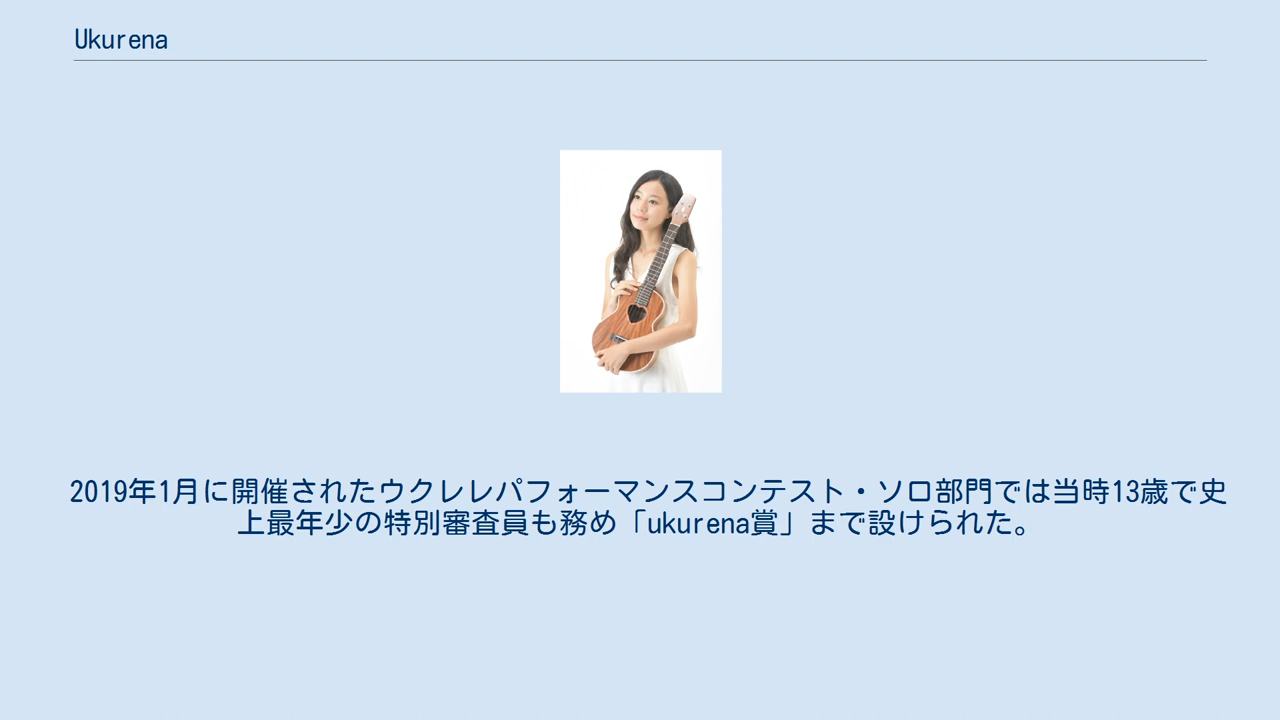 Ukurena
2019年1月に開催されたウクレレパフォーマンスコンテスト・ソロ部門では当時13歳で史
上最年少の特別審査員も務め「ukurena賞」まで設けられた。